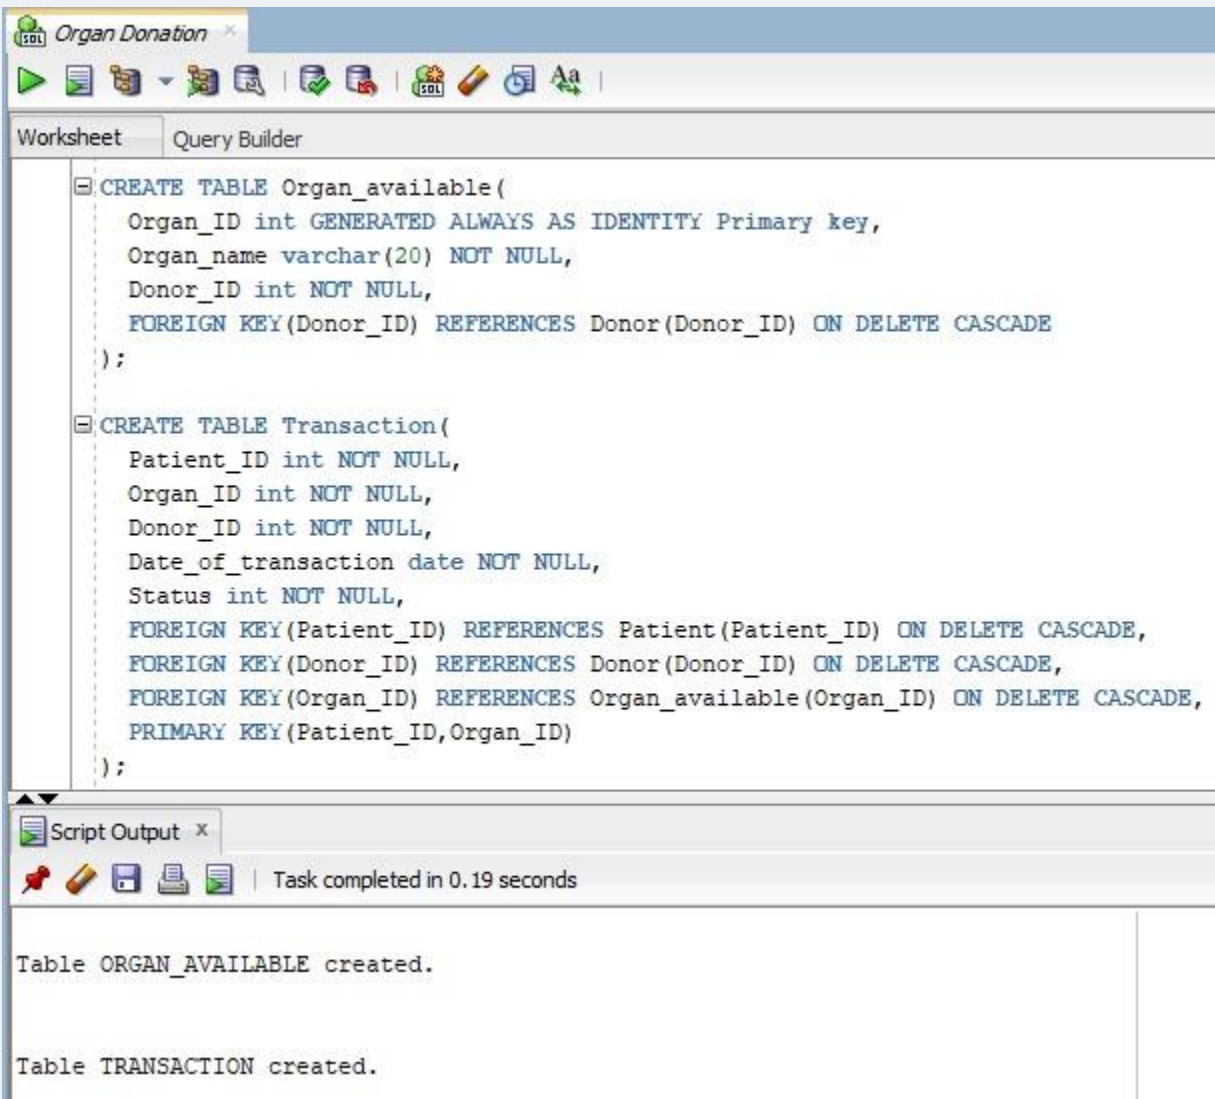 Organ Donation
Worksheet Query Builder
CREATE TABLE Organ_available(
Organ_ID int GENERATED ALWAYS AS IDENTITY Primary key,
Organ_name varchar(20) NOT NULL,
Donor_ID int NOT NULL,
FOREIGN KEY(Donor_ID) REFERENCES Donor(Donor_ID) ON DELETE CASCADE
);
CREATE TABLE Transaction(
Patient_ID int NOT NULL,
Organ_ID int NOT NULL,
Donor_ID int NOT NULL,
Date_of_transaction date NOT NULL,
Status int NOT NULL,
FOREIGN KEY(Patient_ID) REFERENCES Patient(Patient_ID) ON DELETE CASCADE,
FOREIGN KEY(Donor_ID) REFERENCES Donor(Donor_ID) ON DELETE CASCADE,
FOREIGN KEY(Organ_ID) REFERENCES Organ_available(Organ_ID) ON DELETE CASCADE,
PRIMARY KEY(Patient_ID,Organ_ID)
);
Script Output x
Task completed in 0.19 seconds
Table ORGAN_AVAILABLE created.
Table TRANSACTION created.